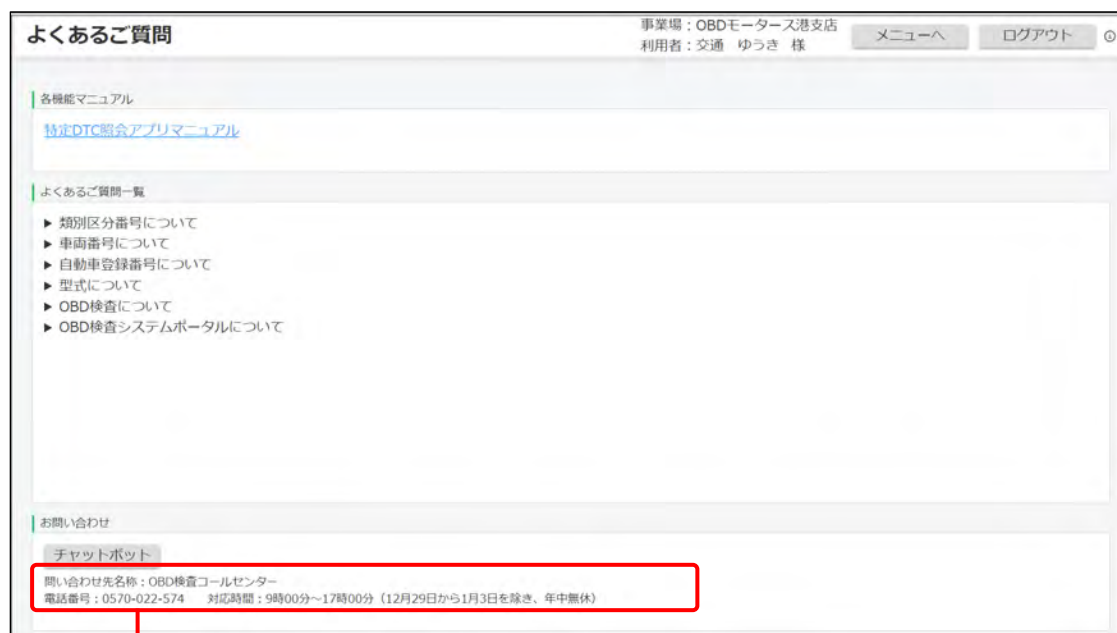 よくあるご質問
事業場：OBDモータース港支店
利用者：交通　ゆうき　様
メニューへ
ログアウト
各機能マニュアル
特定DTC照会アプリマニュアル
よくあるご質問一覧
▶ 類別区分番号について
▶ 車両番号について
▶ 自動車登録番号について
▶ 型式について
▶ OBD検査について
▶ OBD検査システムポータルについて
お問い合わせ
チャットボット
問い合わせ先名称：OBD検査コールセンター
電話番号：0570-022-574　対応時間：9時00分～17時00分（12月29日から1月3日を除き、年中無休）